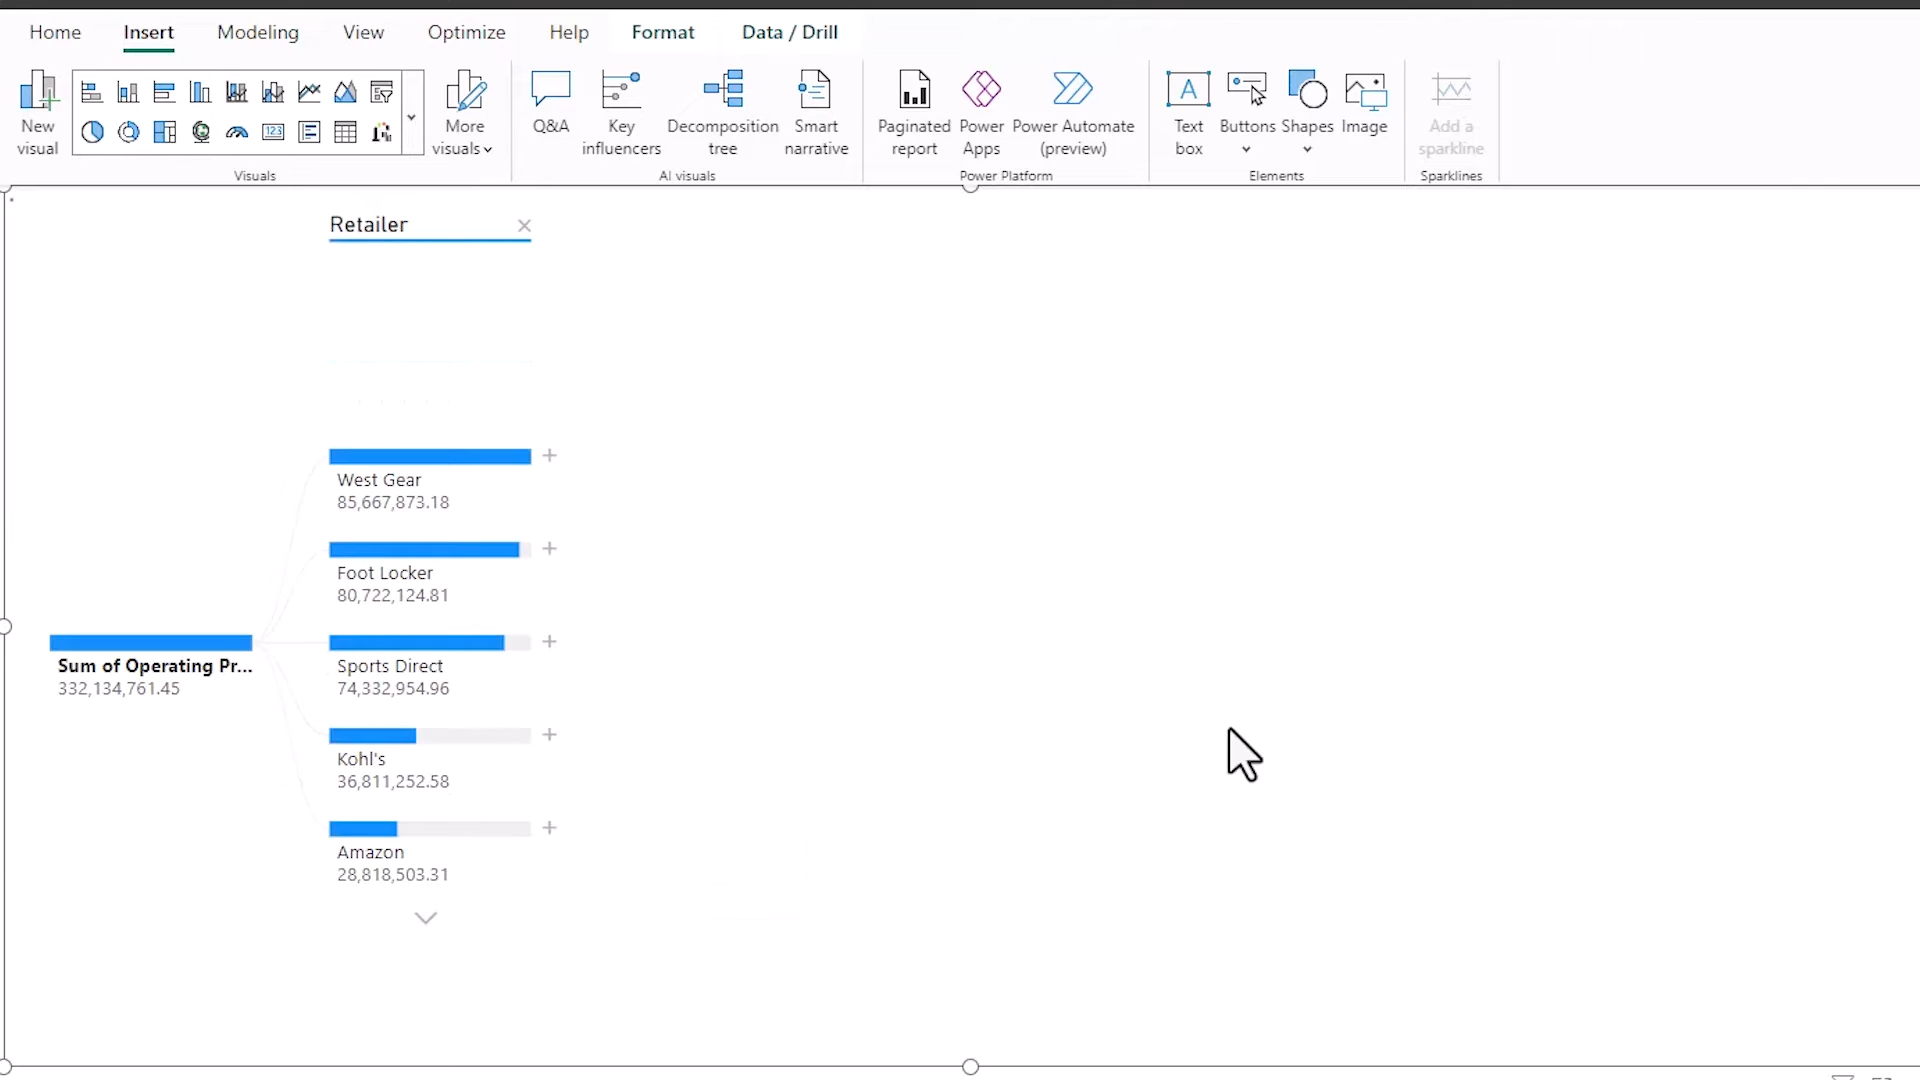 Home Insert Modeling View Optimize Help Format Data / Drill
New visual
123
More visuals
Visuals
Q&A
Key influencers
Decomposition tree
Smart narrative
AI visuals
Paginated report
Power Apps
Power Automate (preview)
Power Platform
A
Text box
Buttons
Shapes
Image
Elements
Add a sparkline
Sparklines
Retailer
West Gear
85,667,873.18
Foot Locker
80,722,124.81
Sum of Operating Pr...
332,134,761.45
Sports Direct
74,332,954.96
Kohl's
36,811,252.58
Amazon
28,818,503.31